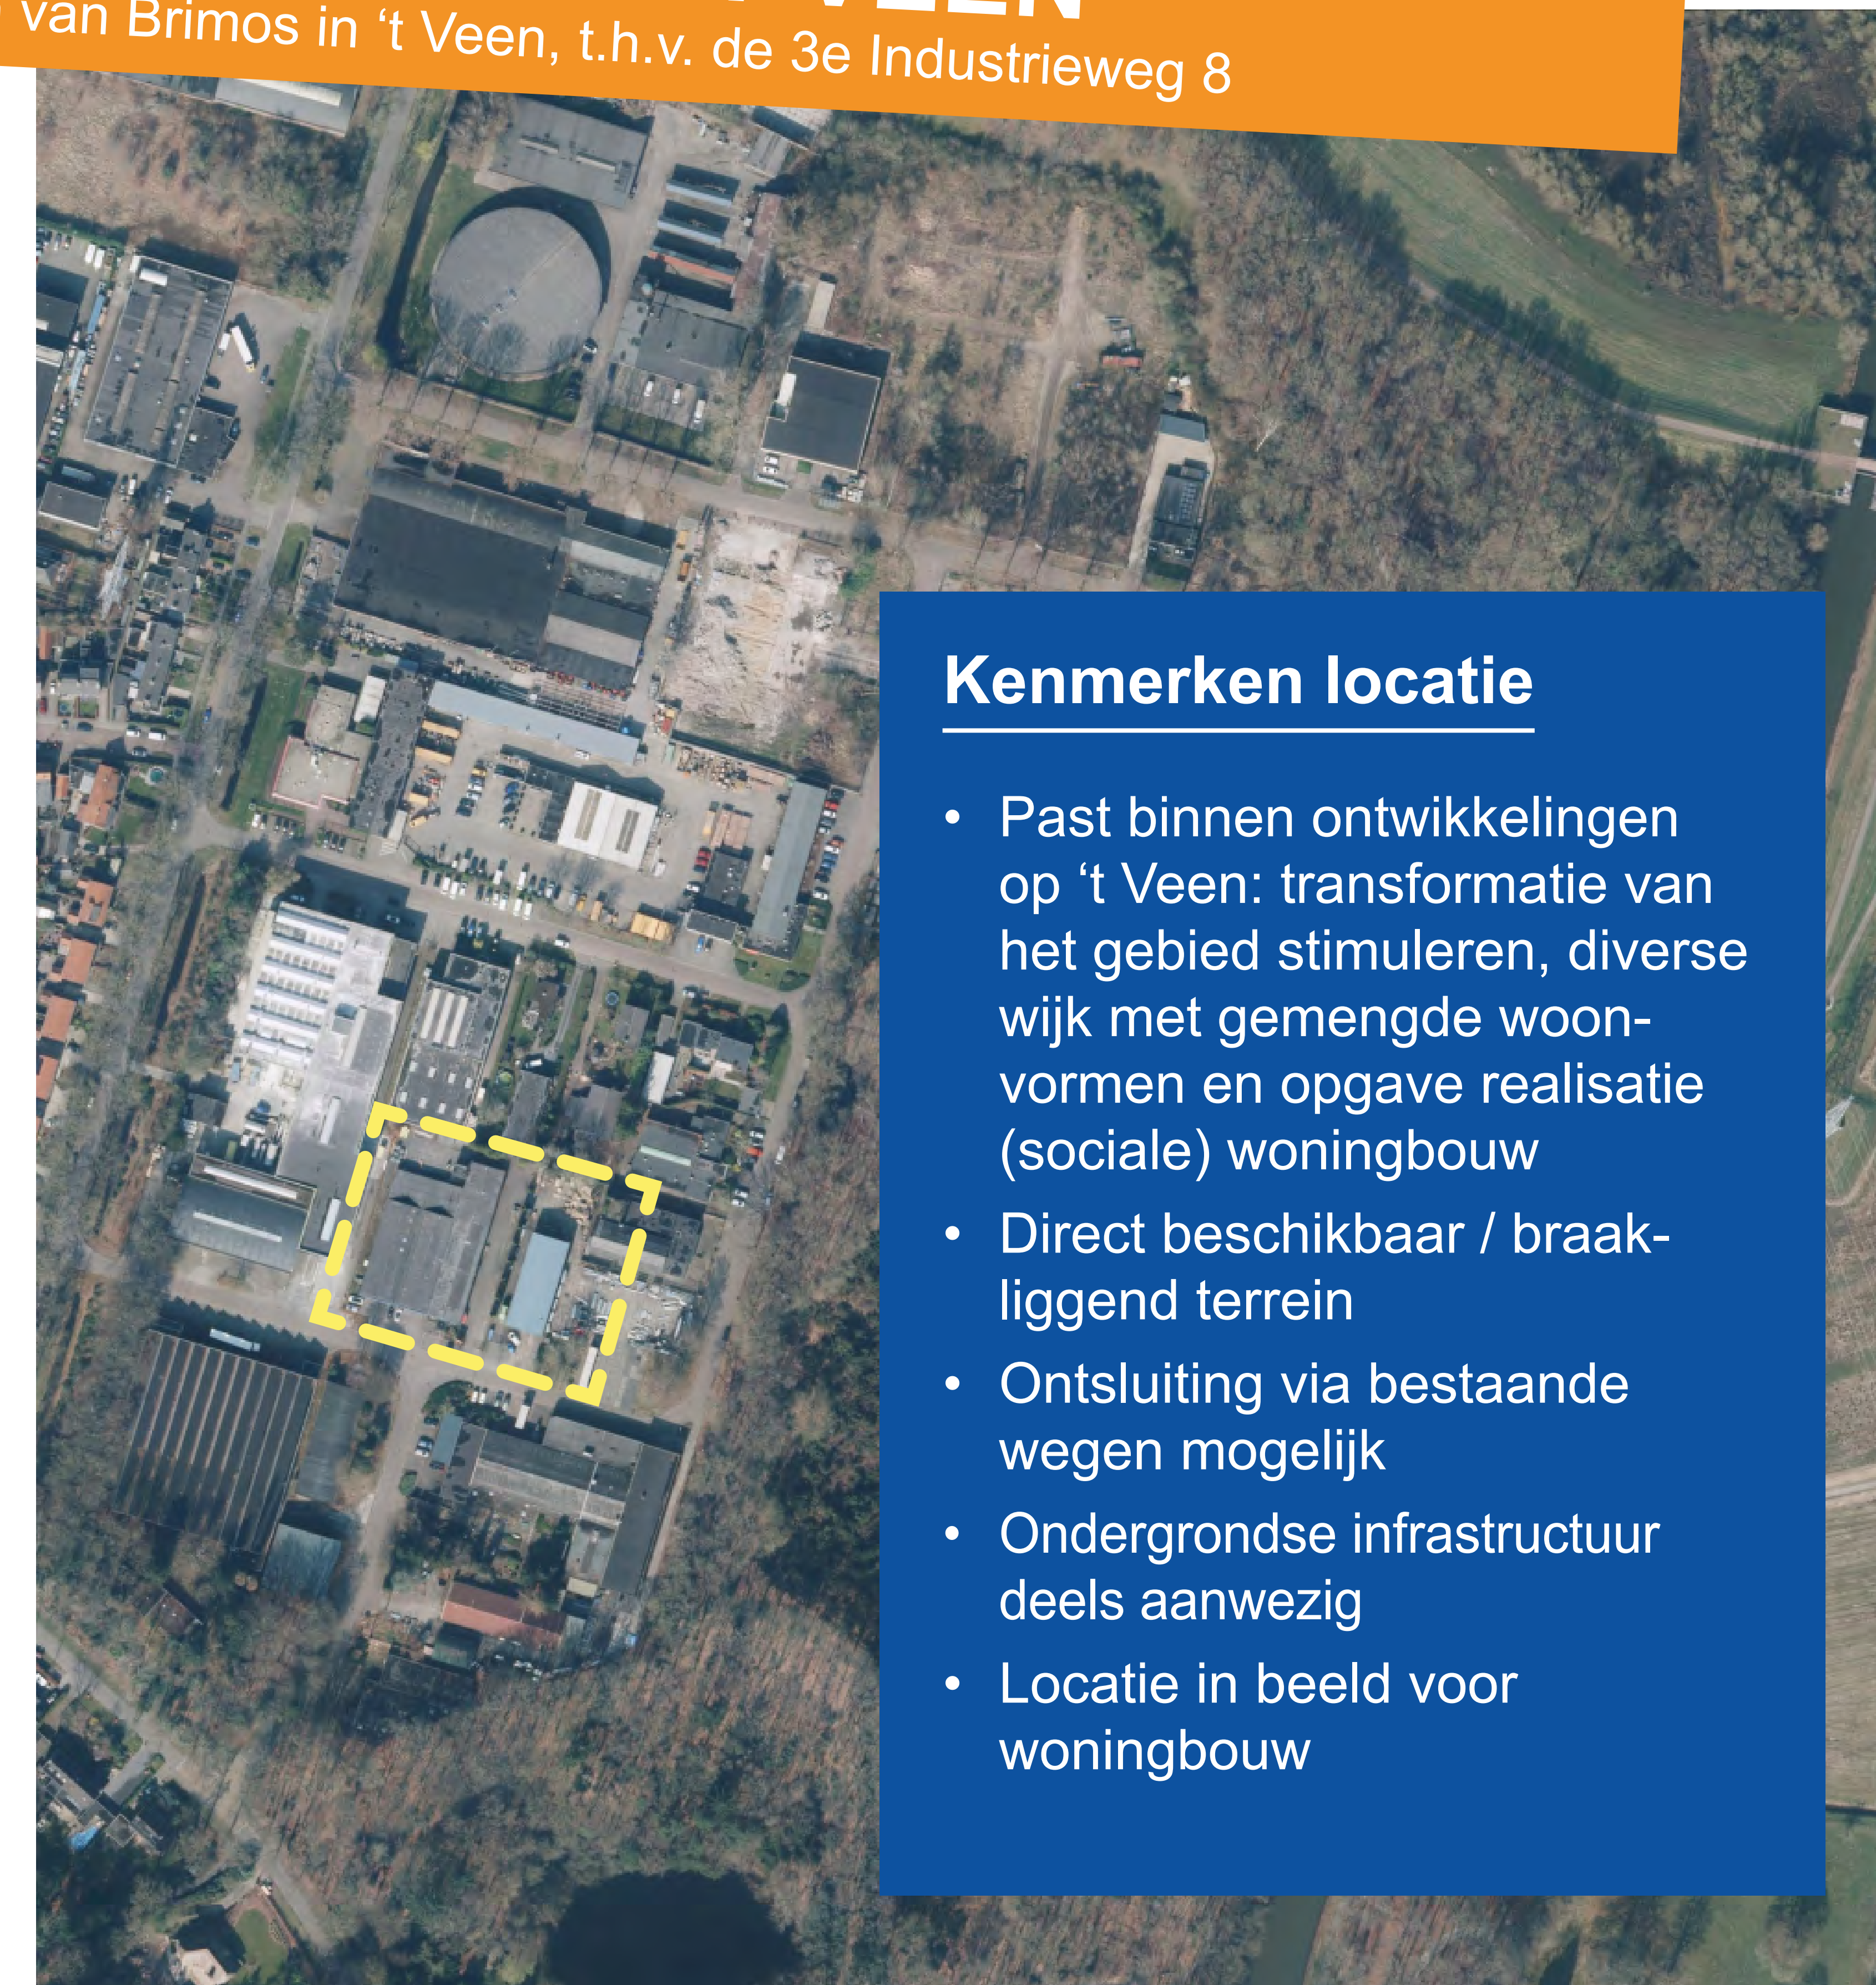 VEEN
van Brimos in ‘t Veen, t.h.v. de 3e Industrieweg 8
Kenmerken locatie
• Past binnen ontwikkelingen
op ‘t Veen: transformatie van
het gebied stimuleren, diverse
wijk met gemengde woon-
vormen en opgave realisatie
(sociale) woningbouw
• Direct beschikbaar / braak-
liggend terrein
• Ontsluiting via bestaande
wegen mogelijk
• Ondergrondse infrastructuur
deels aanwezig
• Locatie in beeld voor
woningbouw